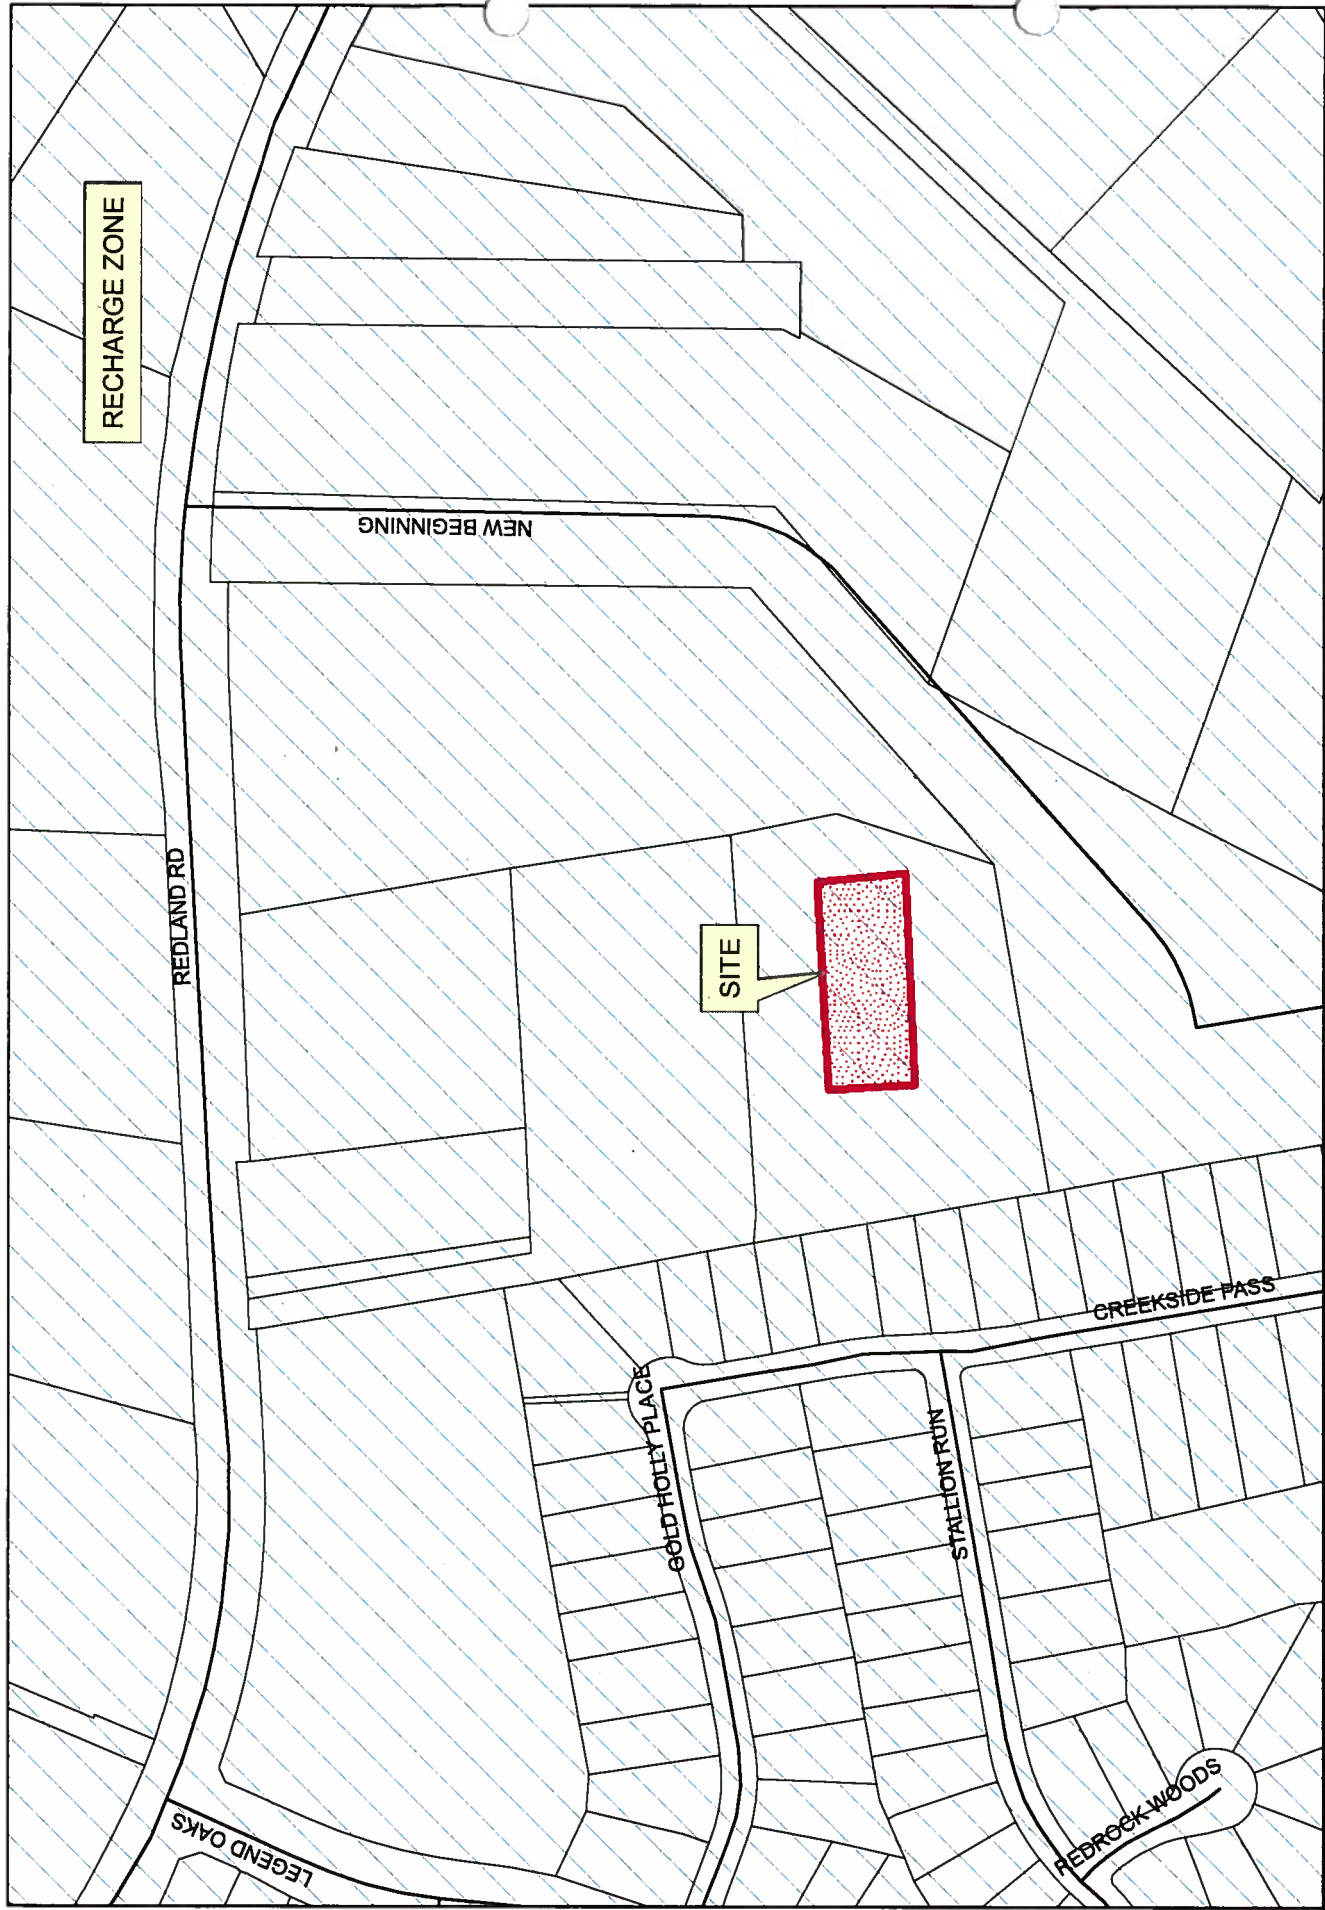 RECHARGE ZONE
NEW BEGINNING
REDLAND RD
SITE
CREEKSIDE PASS
GOLD HOLLY PLACE
STALLION RUN
REDROCK WOODS
LEGEND OAKS